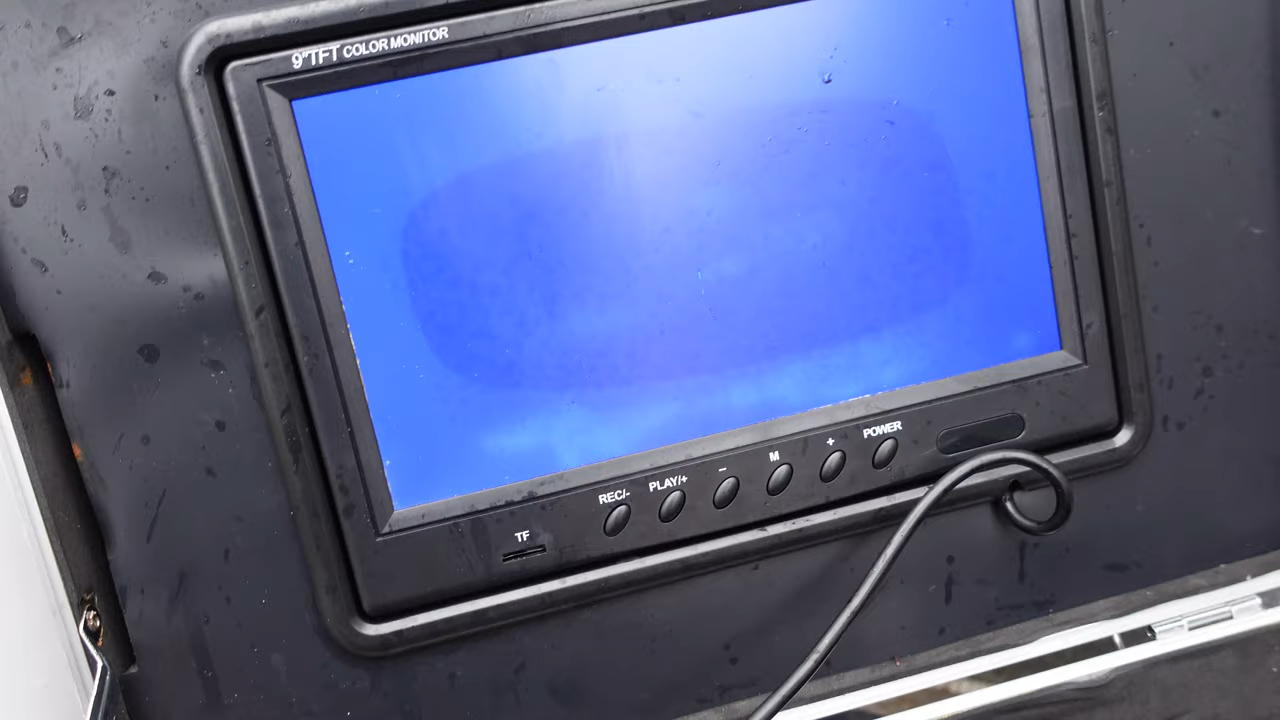 9"TFT COLOR MONITOR
REC/- PLAY/+ − M + POWER
TF